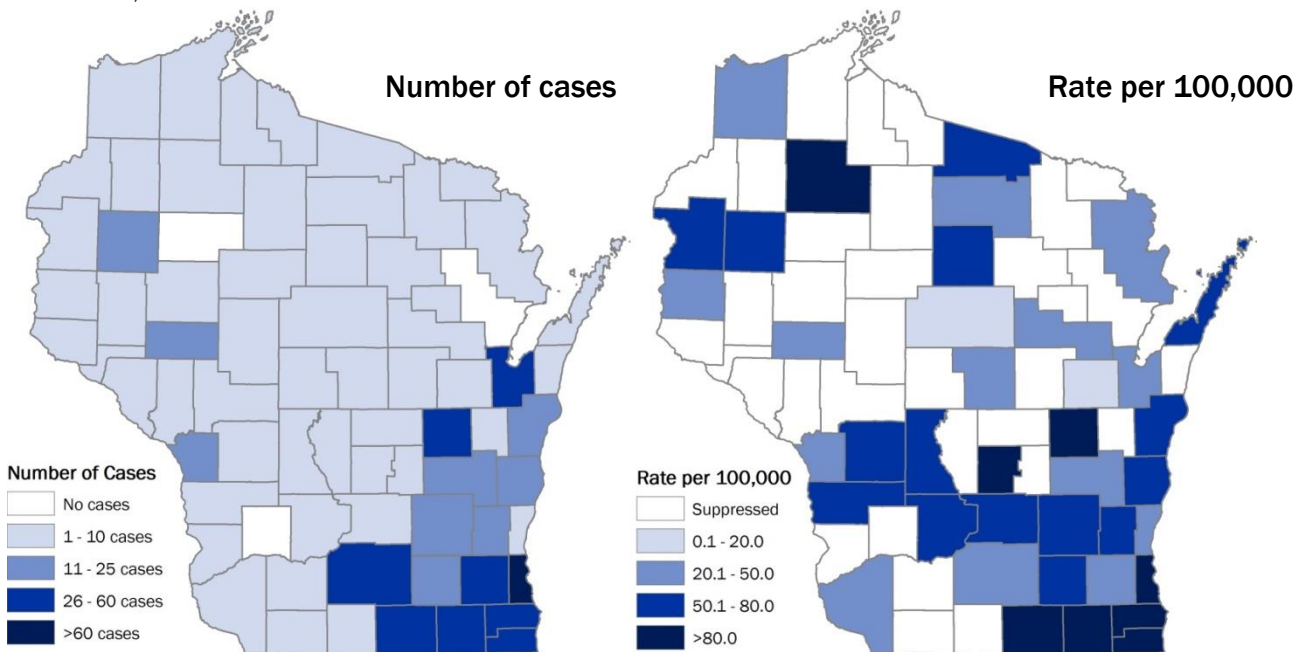 Number of cases
Number of Cases
No cases
1 - 10 cases
11 - 25 cases
26 - 60 cases
>60 cases
Rate per 100,000
Rate per 100,000
Suppressed
0.1 - 20.0
20.1 - 50.0
50.1 - 80.0
>80.0